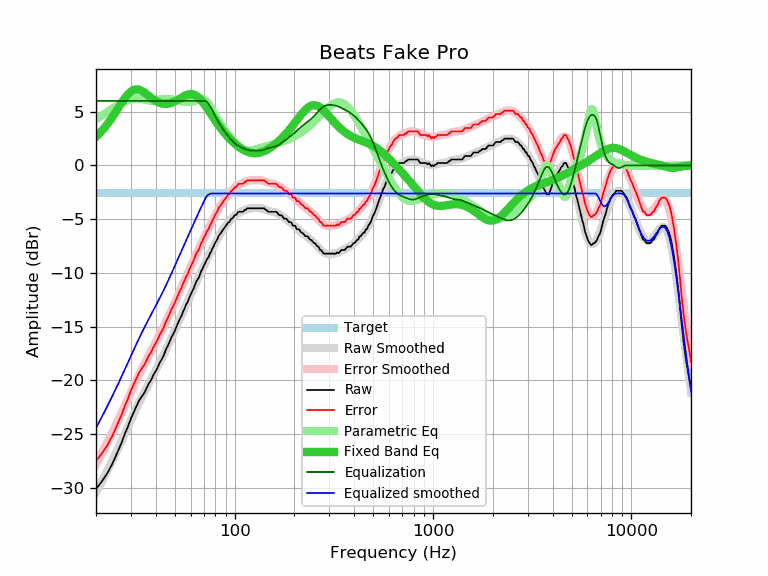 Beats Fake Pro
5
0
−5
−10
−15
−20
−25
−30
Amplitude (dBr)
Target
Raw Smoothed
Error Smoothed
Raw
Error
Parametric Eq
Fixed Band Eq
Equalization
Equalized smoothed
100
1000
10000
Frequency (Hz)